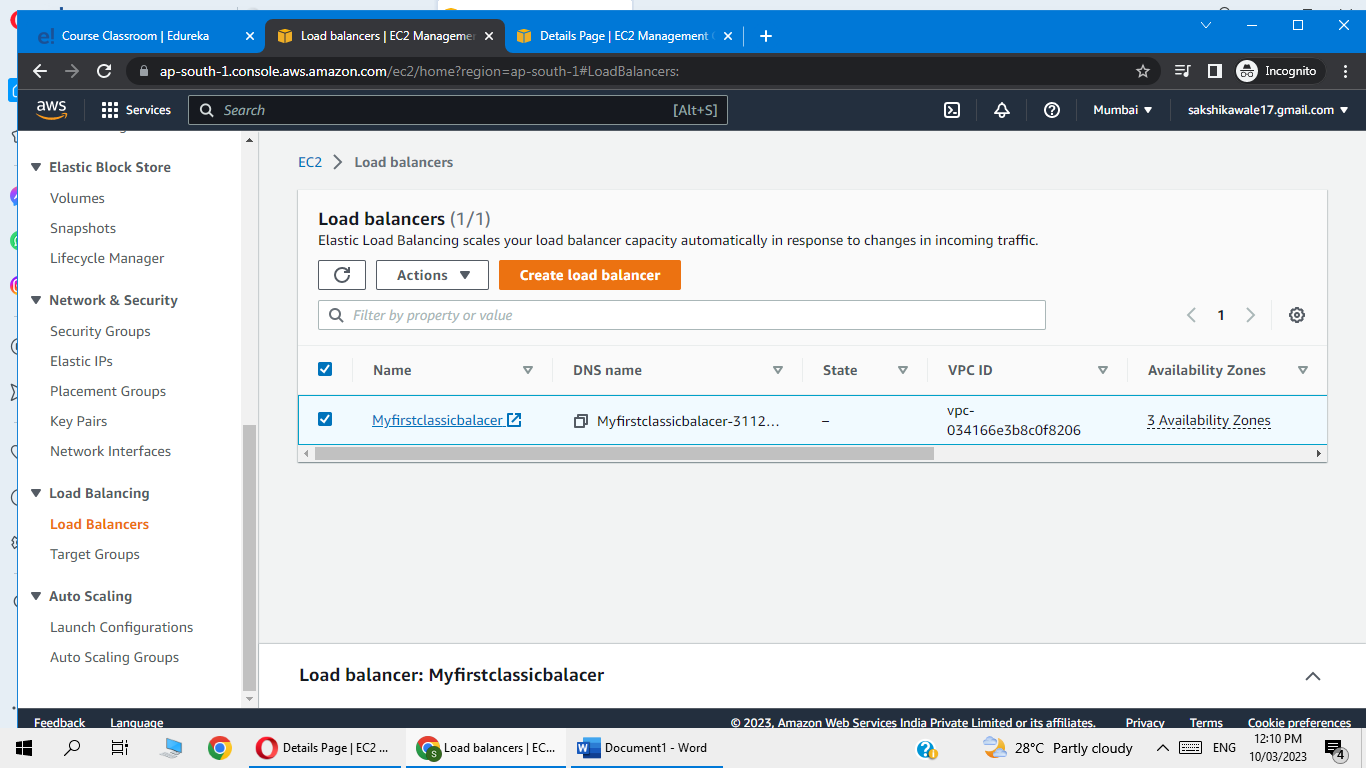 Course Classroom | Edureka
Load balancers | EC2 Manageme
Details Page | EC2 Management
ap-south-1.console.aws.amazon.com/ec2/home?region=ap-south-1#LoadBalancers:
Incognito
aws
Services
Search
[Alt+S]
Mumbai
sakshikawale17.gmail.com
Elastic Block Store
Volumes
Snapshots
Lifecycle Manager
Network & Security
Security Groups
Elastic IPs
Placement Groups
Key Pairs
Network Interfaces
Load Balancing
Load Balancers
Target Groups
Auto Scaling
Launch Configurations
Auto Scaling Groups
EC2 > Load balancers
Load balancers (1/1)
Elastic Load Balancing scales your load balancer capacity automatically in response to changes in incoming traffic.
Actions
Create load balancer
Filter by property or value
1
Name DNS name State VPC ID Availability Zones
Myfirstclassicbalacer Myfirstclassicbalacer-3112... – vpc-
034166e3b8c0f8206 3 Availability Zones
Load balancer: Myfirstclassicbalacer
Feedback Language © 2023, Amazon Web Services India Private Limited or its affiliates. Privacy Terms Cookie preferences
Details Page | EC2 ...
Load balancers | EC...
Document1 - Word
28°C Partly cloudy
ENG
12:10 PM
10/03/2023
4